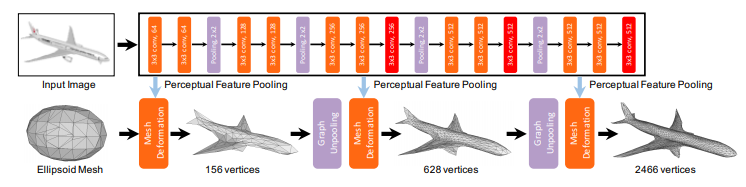 3x3 conv, 64
3x3 conv, 64
Pooling, 2x2
3x3 conv, 128
3x3 conv, 128
Pooling, 2x2
3x3 conv, 256
3x3 conv, 256
3x3 conv, 256
Pooling, 2x2
3x3 conv, 512
3x3 conv, 512
3x3 conv, 512
Pooling, 2x2
3x3 conv, 512
3x3 conv, 512
3x3 conv, 512
Input Image
Perceptual Feature Pooling
Perceptual Feature Pooling
Perceptual Feature Pooling
Mesh
Deformation
Graph
Unpooling
Mesh
Deformation
Graph
Unpooling
Mesh
Deformation
Ellipsoid Mesh
156 vertices
628 vertices
2466 vertices